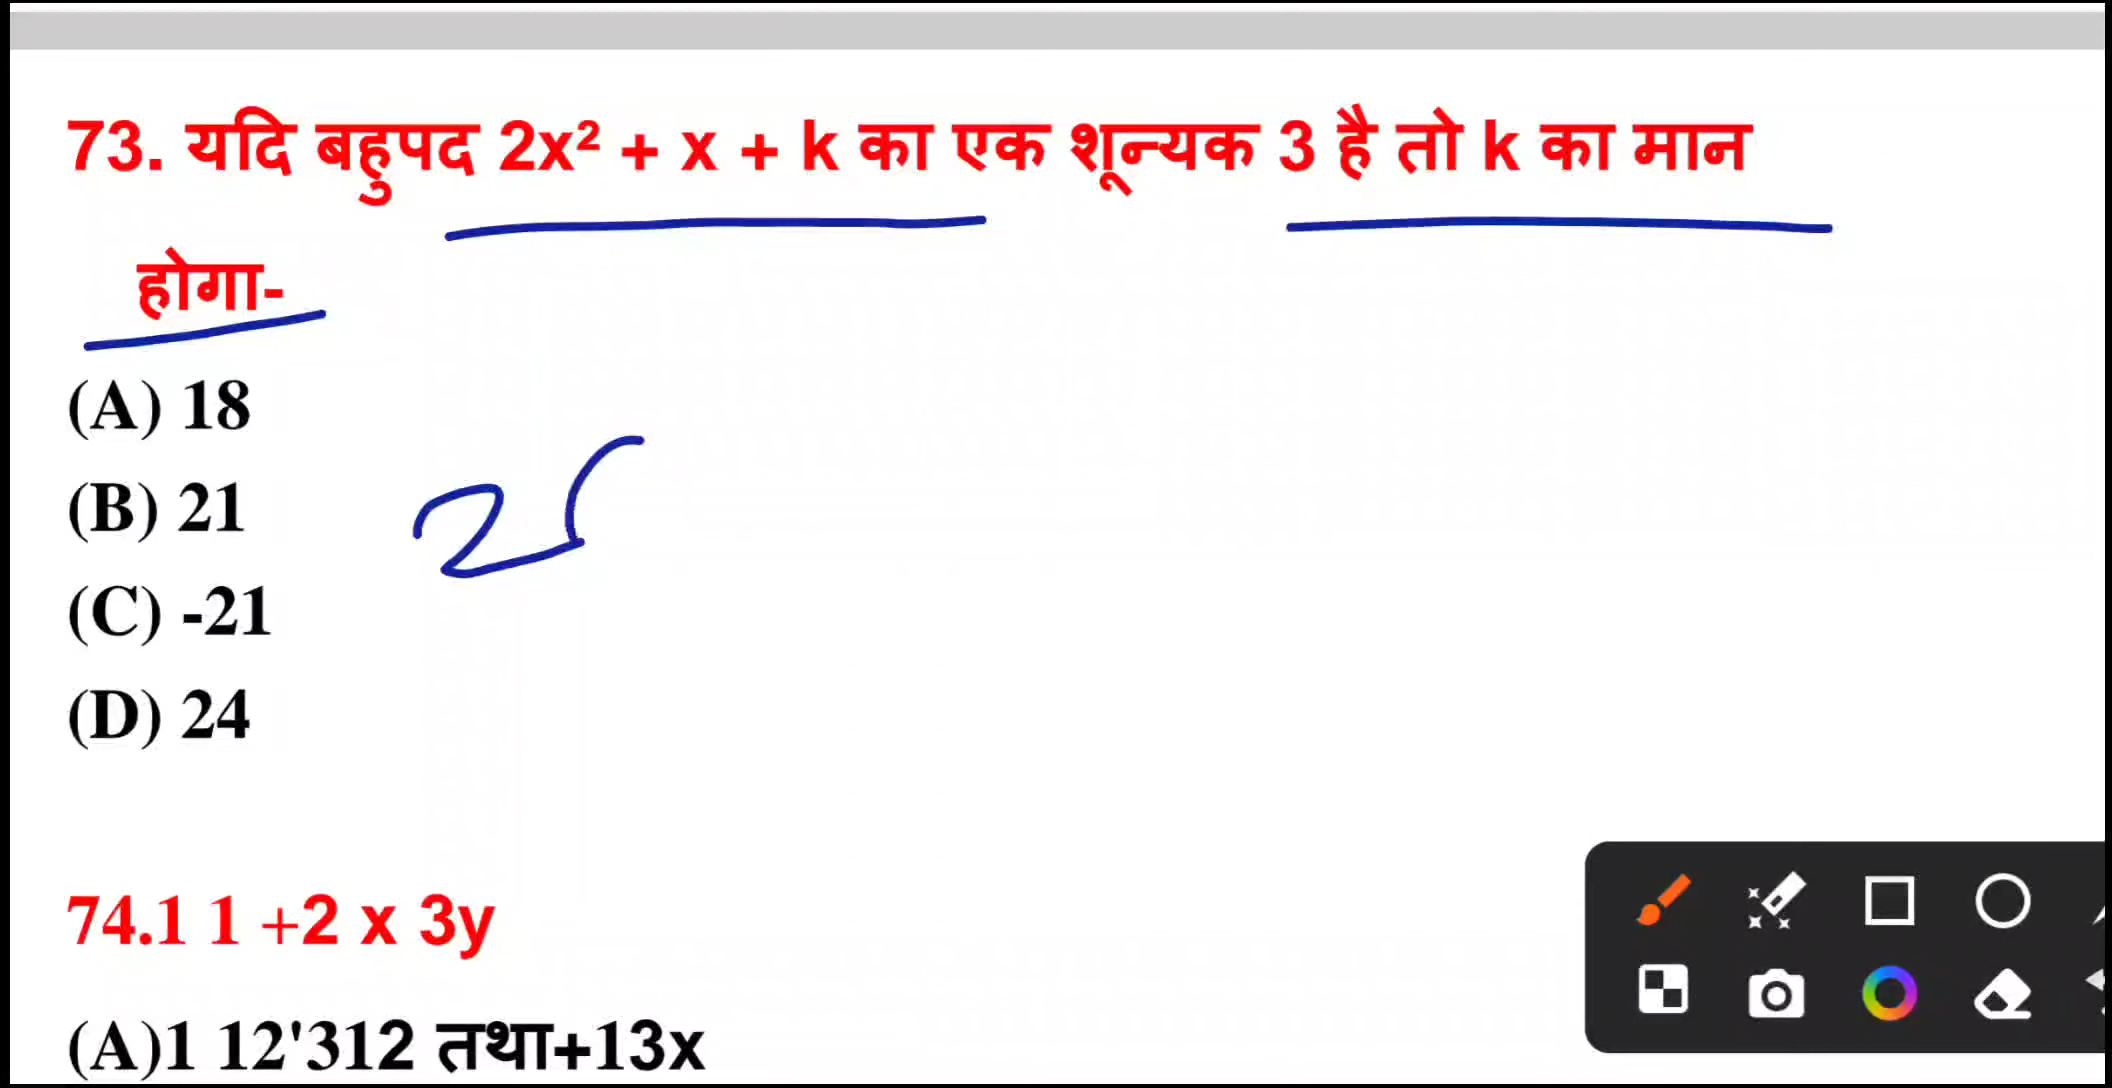 73. यदि बहुपद 2x² + x + k का एक शून्यक 3 है तो k का मान
होगा-
(A) 18
(B) 21
(C) -21
(D) 24
2(
74.1 1 +2 x 3y
(A)1 12'312 तथा+13x